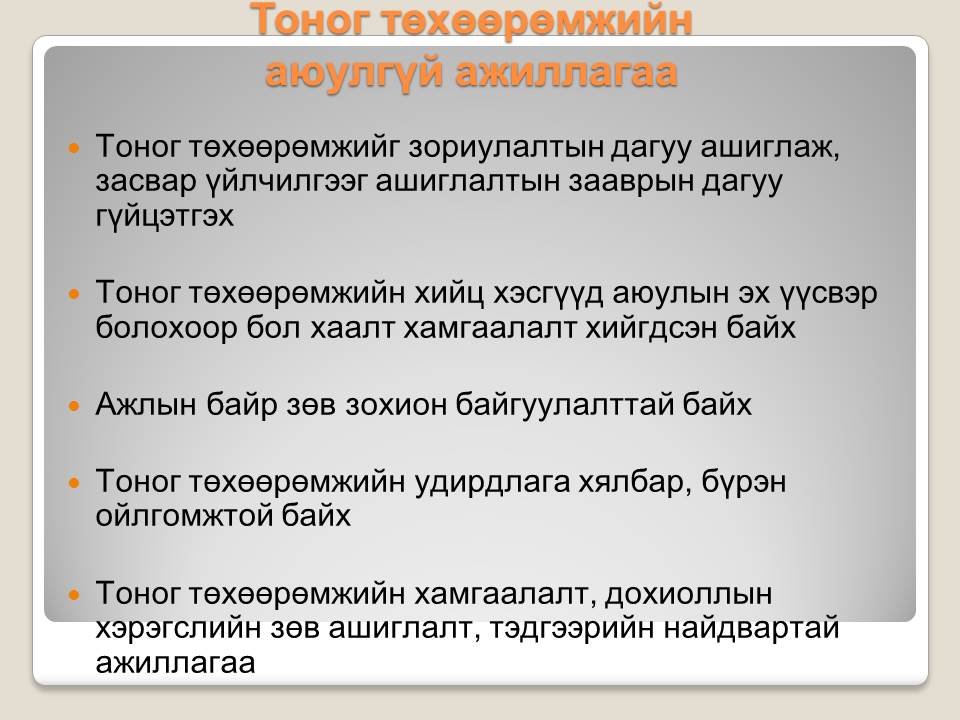 Тоног төхөөрөмжийн
аюулгүй ажиллагаа
• Тоног төхөөрөмжийг зориулалтын дагуу ашиглаж,
засвар үйлчилгээг ашиглалтын зааврын дагуу
гүйцэтгэх
• Тоног төхөөрөмжийн хийц хэсгүүд аюулын эх үүсвэр
болохоор бол хаалт хамгаалалт хийгдсэн байх
• Ажлын байр зөв зохион байгуулалттай байх
• Тоног төхөөрөмжийн удирдлага хялбар, бүрэн
ойлгомжтой байх
• Тоног төхөөрөмжийн хамгаалалт, дохиоллын
хэрэгслийн зөв ашиглалт, тэдгээрийн найдвартай
ажиллагаа